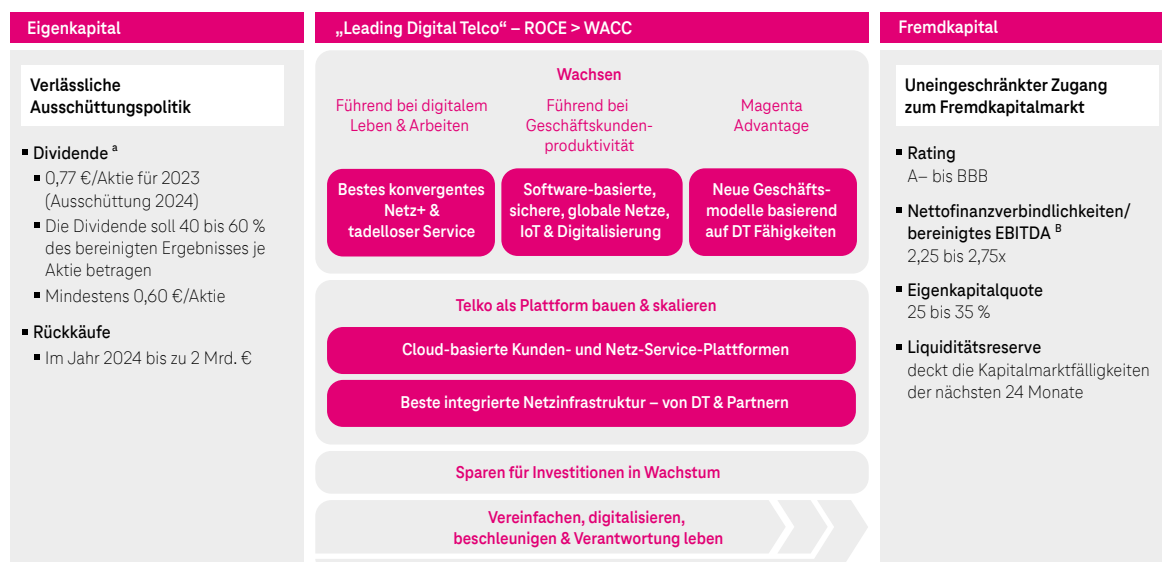 Eigenkapital
Verlässliche
Ausschüttungspolitik
▪ Dividende ª
▪ 0,77 €/Aktie für 2023
(Ausschüttung 2024)
▪ Die Dividende soll 40 bis 60 %
des bereinigten Ergebnisses je
Aktie betragen
▪ Mindestens 0,60 €/Aktie
▪ Rückkäufe
▪ Im Jahr 2024 bis zu 2 Mrd. €
„Leading Digital Telco“ – ROCE > WACC
Wachsen
Führend bei digitalem
Leben & Arbeiten
Führend bei
Geschäftskunden-
produktivität
Magenta
Advantage
Bestes konvergentes
Netz+ &
tadelloser Service
Software-basierte,
sichere, globale Netze,
IoT & Digitalisierung
Neue Geschäfts-
modelle basierend
auf DT Fähigkeiten
Telko als Plattform bauen & skalieren
Cloud-basierte Kunden- und Netz-Service-Plattformen
Beste integrierte Netzinfrastruktur – von DT & Partnern
Sparen für Investitionen in Wachstum
Vereinfachen, digitalisieren,
beschleunigen & Verantwortung leben
Fremdkapital
Uneingeschränkter Zugang
zum Fremdkapitalmarkt
▪ Rating
A– bis BBB
▪ Nettofinanzverbindlichkeiten/
bereinigtes EBITDA ᴮ
2,25 bis 2,75x
▪ Eigenkapitalquote
25 bis 35 %
▪ Liquiditätsreserve
deckt die Kapitalmarktfälligkeiten
der nächsten 24 Monate